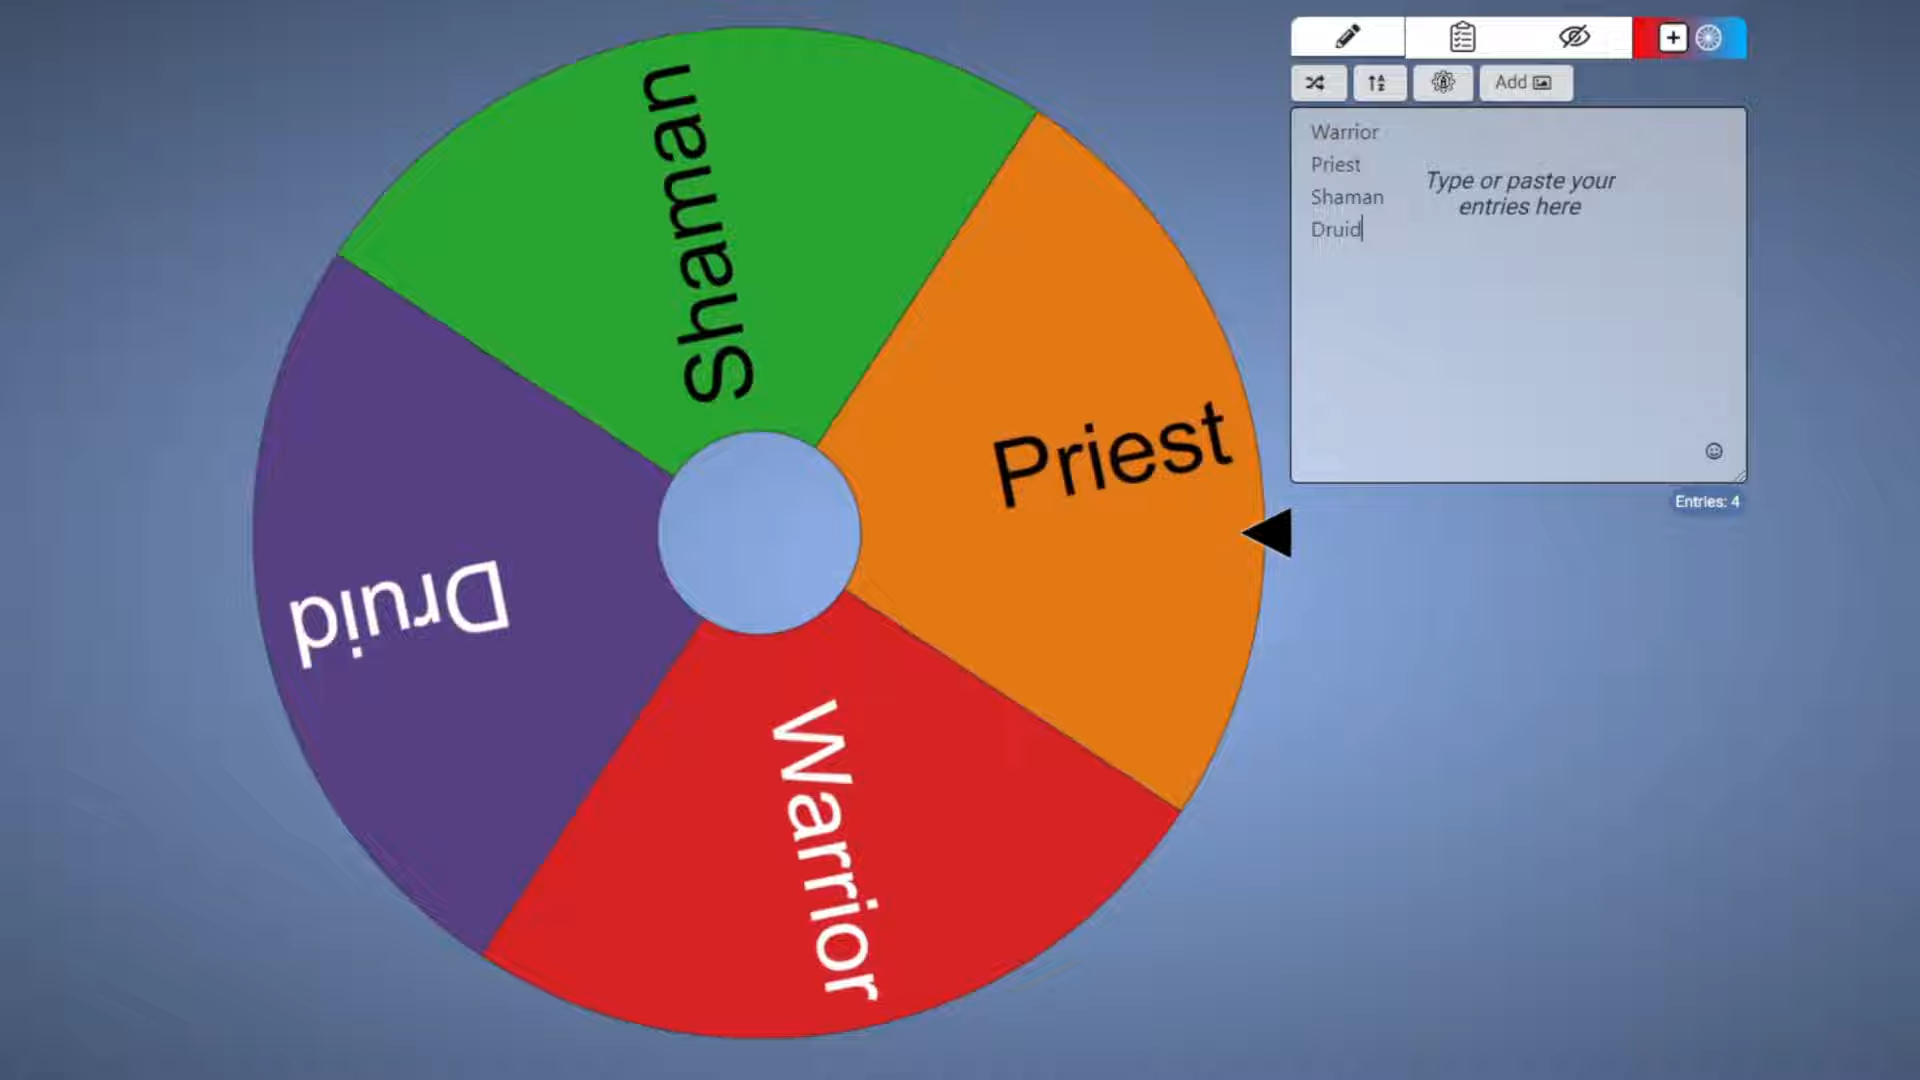 Shaman
Priest
Druid
Warrior
Add
Warrior
Priest
Shaman
Druid
Type or paste your
entries here
Entries: 4